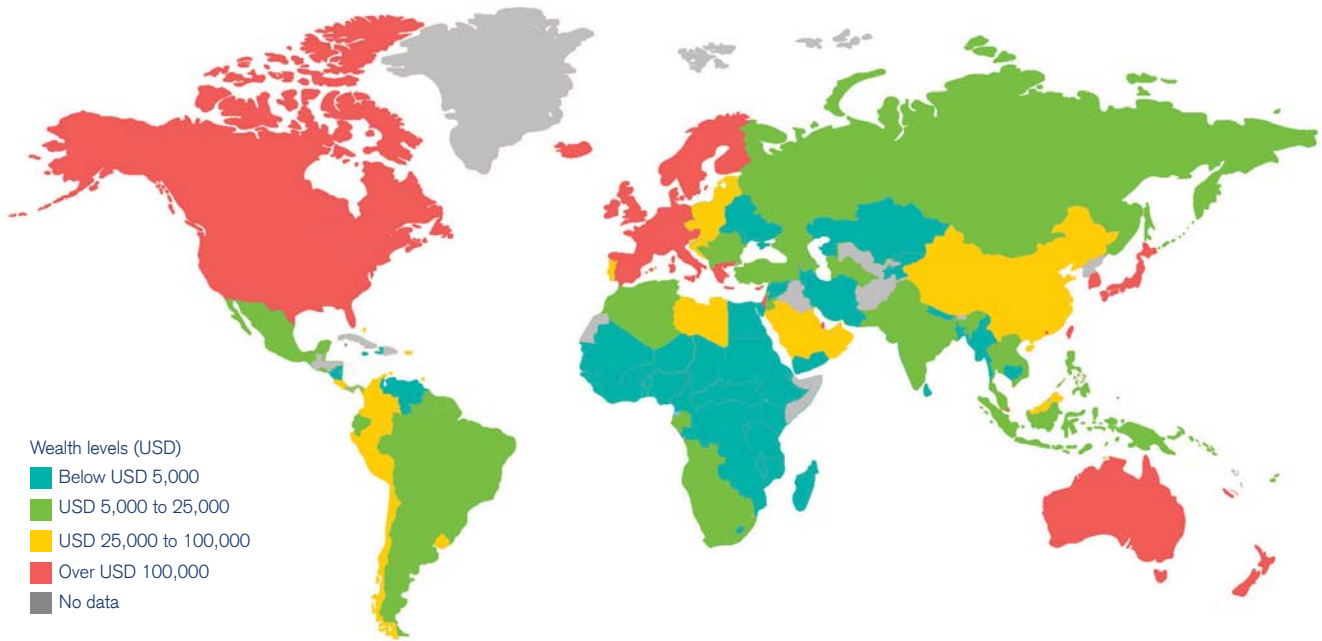 Wealth levels (USD)
Below USD 5,000
USD 5,000 to 25,000
USD 25,000 to 100,000
Over USD 100,000
No data